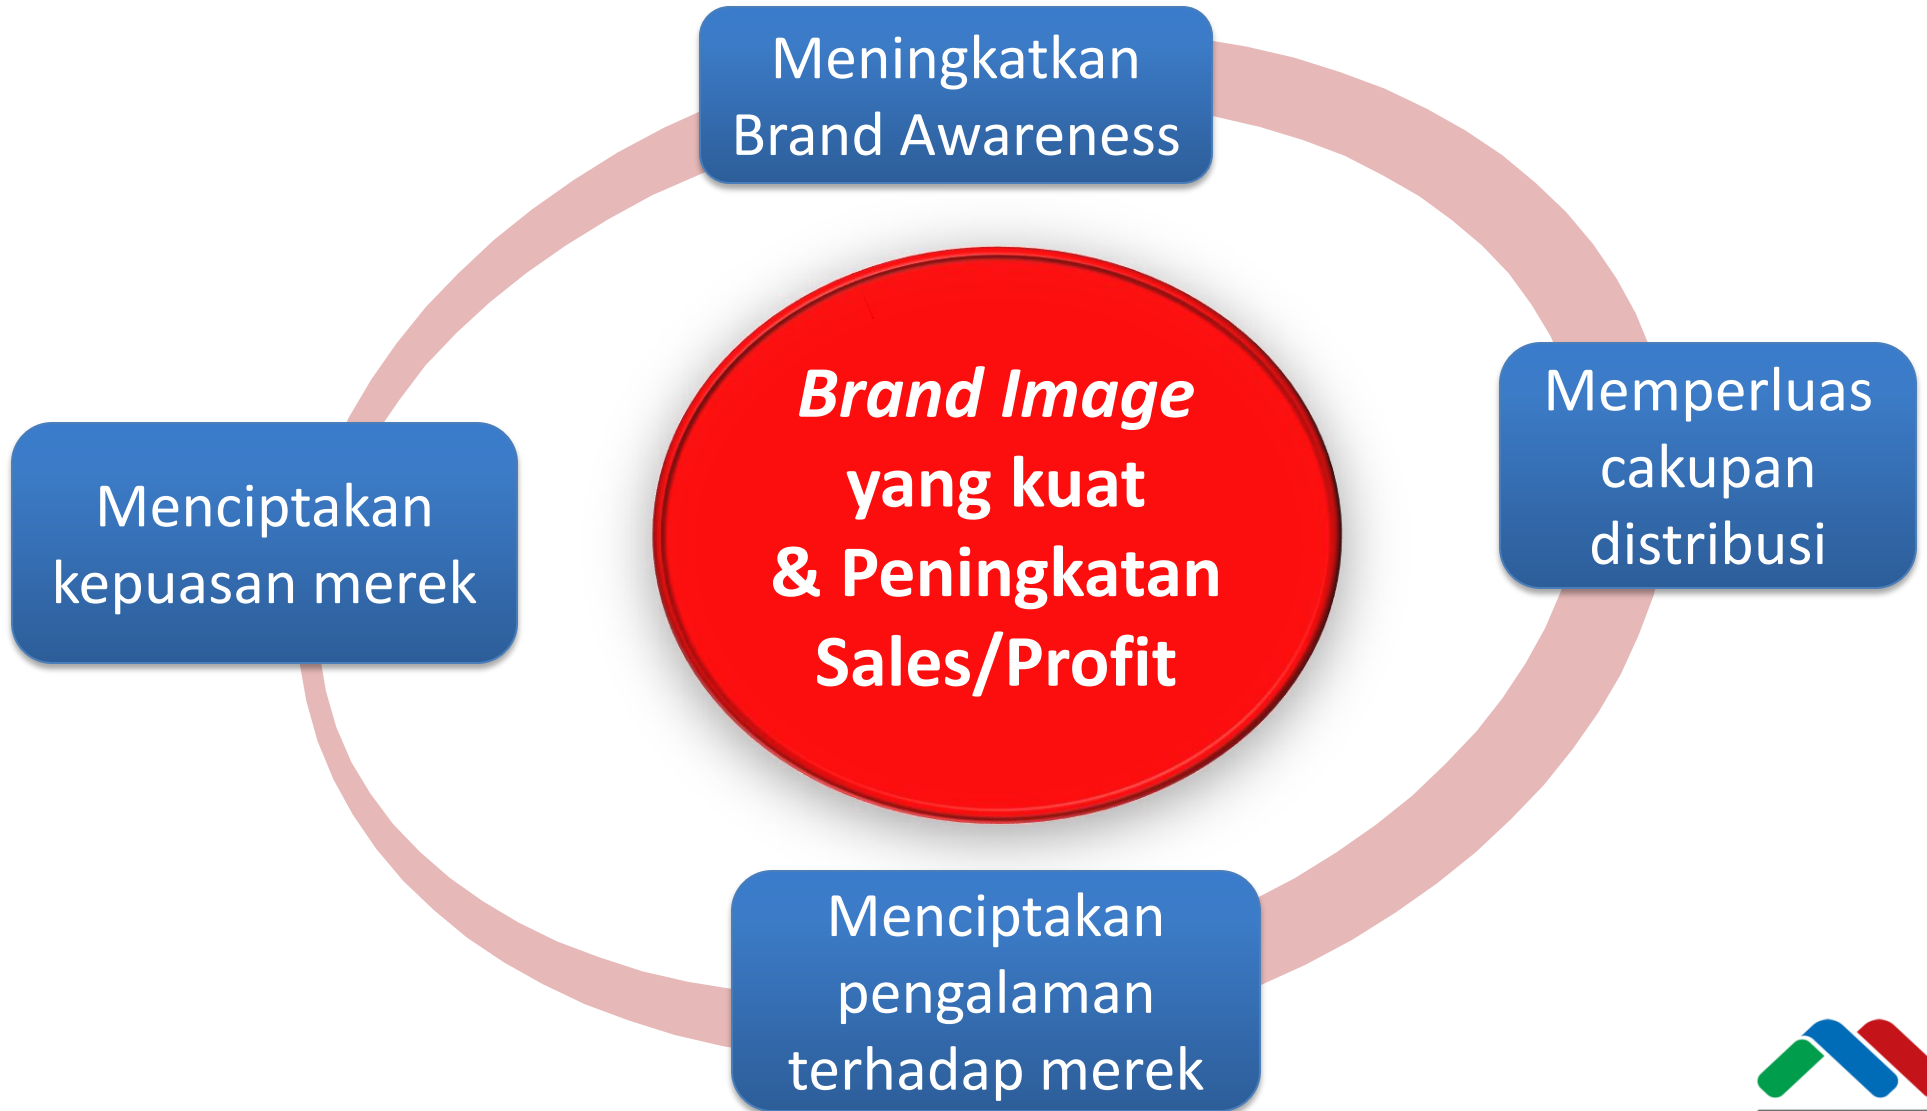 Meningkatkan
Brand Awareness
Memperluas
cakupan
distribusi
Brand Image
yang kuat
& Peningkatan
Sales/Profit
Menciptakan
kepuasan merek
Menciptakan
pengalaman
terhadap merek